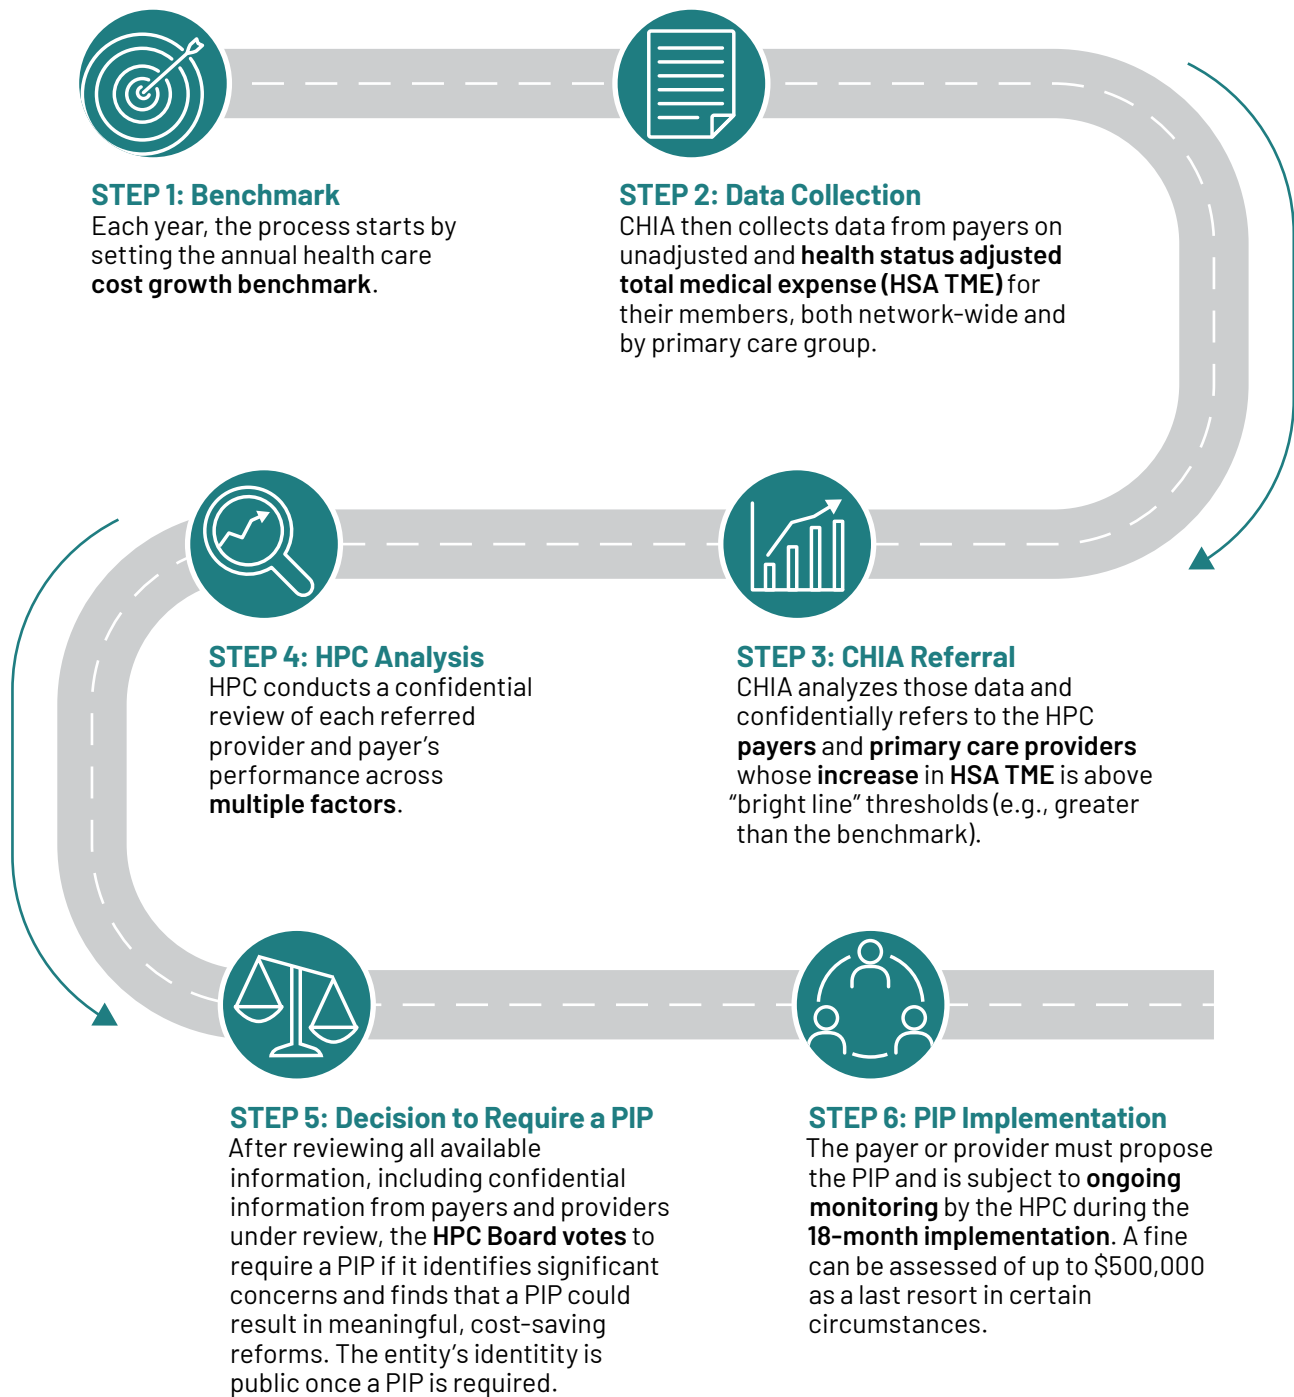 STEP 1: Benchmark
Each year, the process starts by
setting the annual health care
cost growth benchmark.
STEP 2: Data Collection
CHIA then collects data from payers on
unadjusted and health status adjusted
total medical expense (HSA TME) for
their members, both network-wide and
by primary care group.
STEP 3: CHIA Referral
CHIA analyzes those data and
confidentially refers to the HPC
payers and primary care providers
whose increase in HSA TME is above
“bright line” thresholds (e.g., greater
than the benchmark).
STEP 4: HPC Analysis
HPC conducts a confidential
review of each referred
provider and payer’s
performance across
multiple factors.
STEP 5: Decision to Require a PIP
After reviewing all available
information, including confidential
information from payers and providers
under review, the HPC Board votes to
require a PIP if it identifies significant
concerns and finds that a PIP could
result in meaningful, cost-saving
reforms. The entity’s identitity is
public once a PIP is required.
STEP 6: PIP Implementation
The payer or provider must propose
the PIP and is subject to ongoing
monitoring by the HPC during the
18-month implementation. A fine
can be assessed of up to $500,000
as a last resort in certain
circumstances.